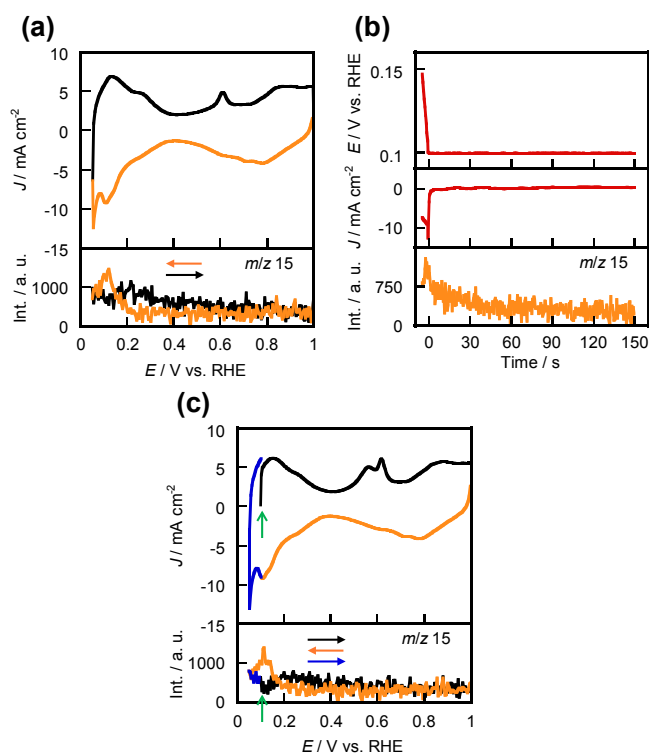 (a)
10
5
0
-5
-10
-15
J / mA cm-2
m/z 15
1000
0
Int. / a. u.
0 0.2 0.4 0.6 0.8 1
E / V vs. RHE
(b)
0.15
0.1
E / V vs. RHE
0
-10
J / mA cm-2
m/z 15
750
0
Int. / a. u.
0 30 60 90 120 150
Time / s
(c)
10
5
0
-5
-10
-15
J / mA cm-2
m/z 15
1000
0
Int. / a. u.
0 0.2 0.4 0.6 0.8 1
E / V vs. RHE